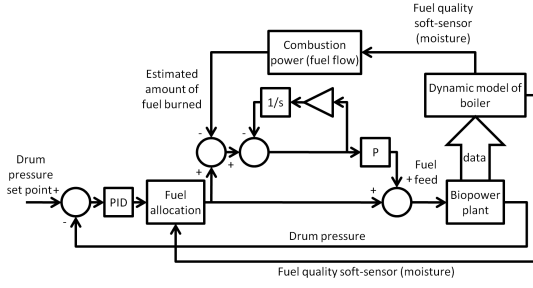 Fuel quality
soft-sensor
(moisture)
Combustion
power (fuel flow)
Estimated
amount of
fuel burned
Dynamic model of
boiler
-
-
1/s
+
+
P
data
Drum
pressure
set point
+
-
PID
Fuel
allocation
+
+
Fuel
feed
Biopower
plant
Drum pressure
Fuel quality soft-sensor (moisture)